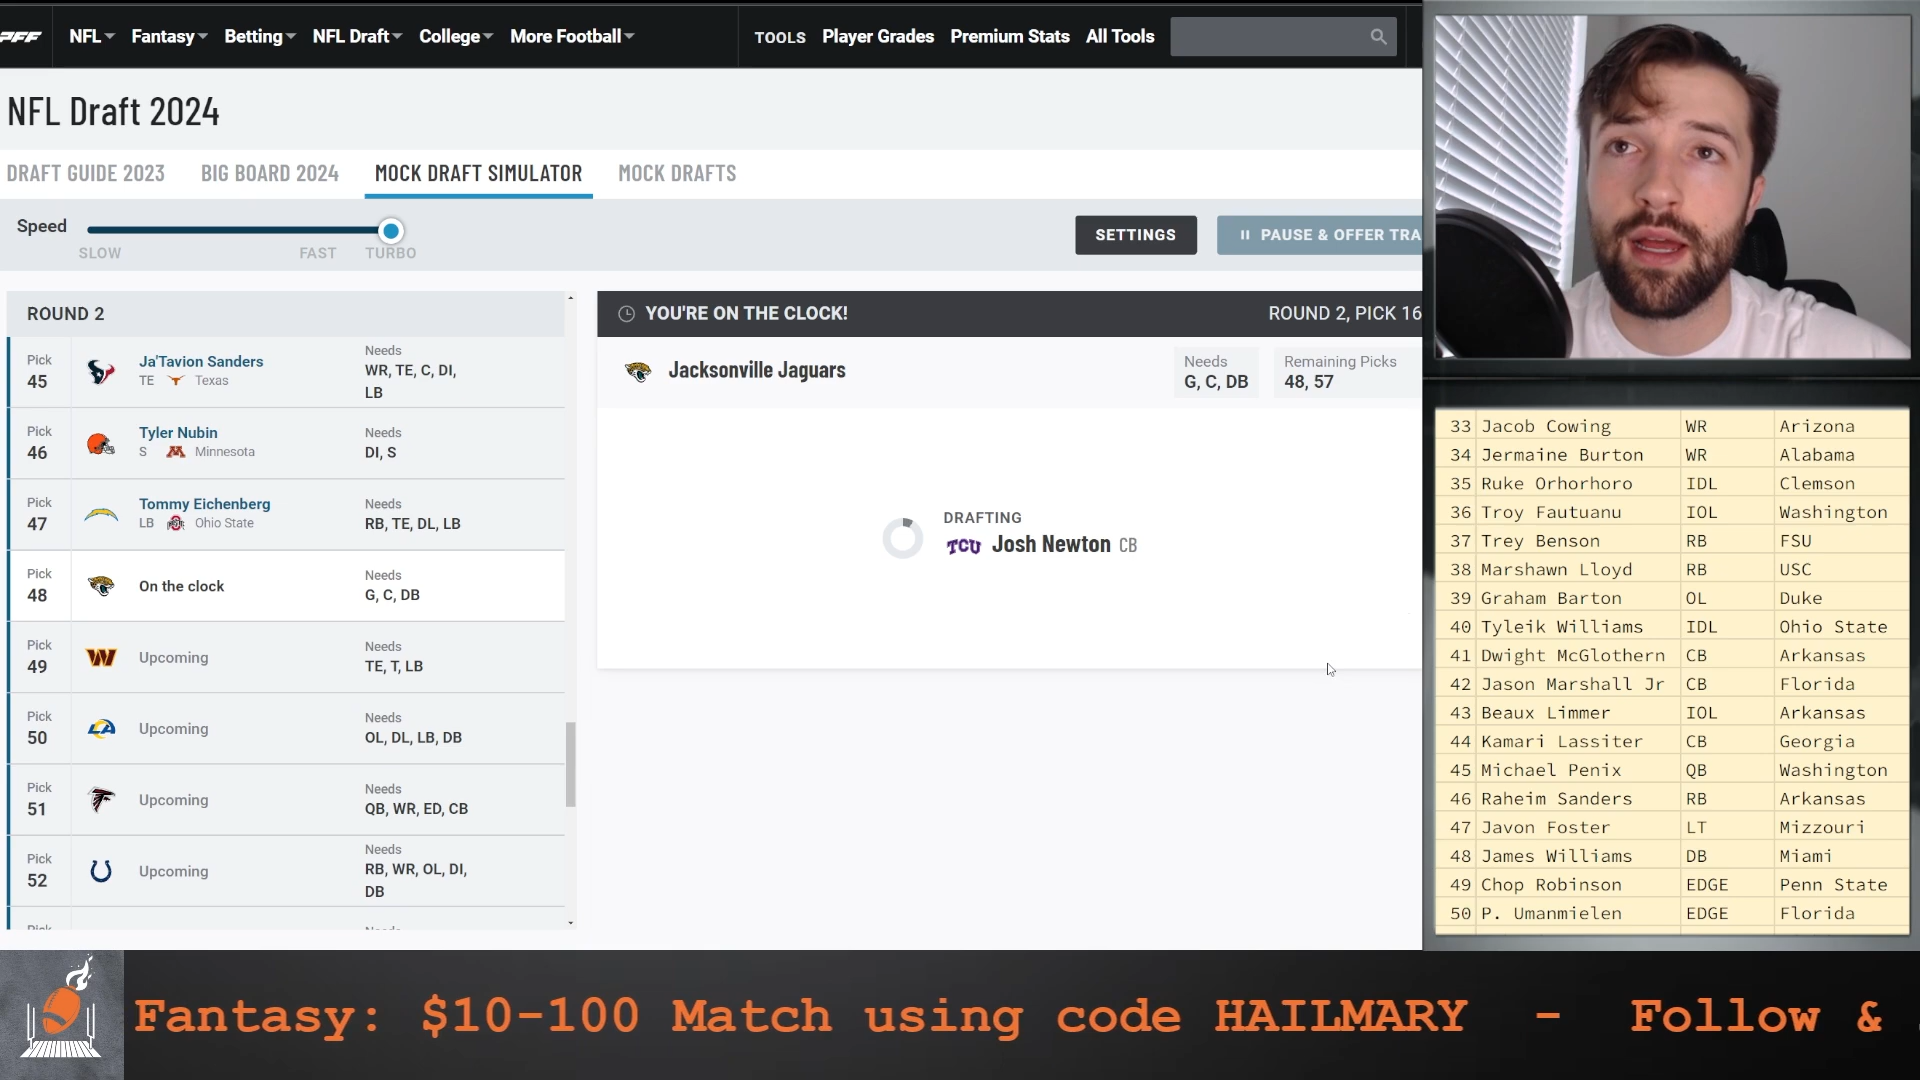 PFF NFL Fantasy Betting NFL Draft College More Football TOOLS Player Grades Premium Stats All Tools
NFL Draft 2024
DRAFT GUIDE 2023 BIG BOARD 2024 MOCK DRAFT SIMULATOR MOCK DRAFTS
Speed
SLOW FAST TURBO
SETTINGS
PAUSE & OFFER TRA
ROUND 2
Pick 45
Ja'Tavion Sanders
TE Texas
Needs
WR, TE, C, DI,
LB
Pick 46
Tyler Nubin
S Minnesota
Needs
DI, S
Pick 47
Tommy Eichenberg
LB Ohio State
Needs
RB, TE, DL, LB
Pick 48
On the clock
Needs
G, C, DB
Pick 49
Upcoming
Needs
TE, T, LB
Pick 50
Upcoming
Needs
OL, DL, LB, DB
Pick 51
Upcoming
Needs
QB, WR, ED, CB
Pick 52
Upcoming
Needs
RB, WR, OL, DI,
DB
YOU'RE ON THE CLOCK! ROUND 2, PICK 16
Jacksonville Jaguars
Needs
G, C, DB
Remaining Picks
48, 57
DRAFTING
TCU Josh Newton CB
33 Jacob Cowing WR Arizona
34 Jermaine Burton WR Alabama
35 Ruke Orhorhoro IDL Clemson
36 Troy Fautuanu IOL Washington
37 Trey Benson RB FSU
38 Marshawn Lloyd RB USC
39 Graham Barton OL Duke
40 Tyleik Williams IDL Ohio State
41 Dwight McGlothern CB Arkansas
42 Jason Marshall Jr CB Florida
43 Beaux Limmer IOL Arkansas
44 Kamari Lassiter CB Georgia
45 Michael Penix QB Washington
46 Raheim Sanders RB Arkansas
47 Javon Foster LT Mizzouri
48 James Williams DB Miami
49 Chop Robinson EDGE Penn State
50 P. Umanmielen EDGE Florida
Fantasy: $10-100 Match using code HAILMARY - Follow &